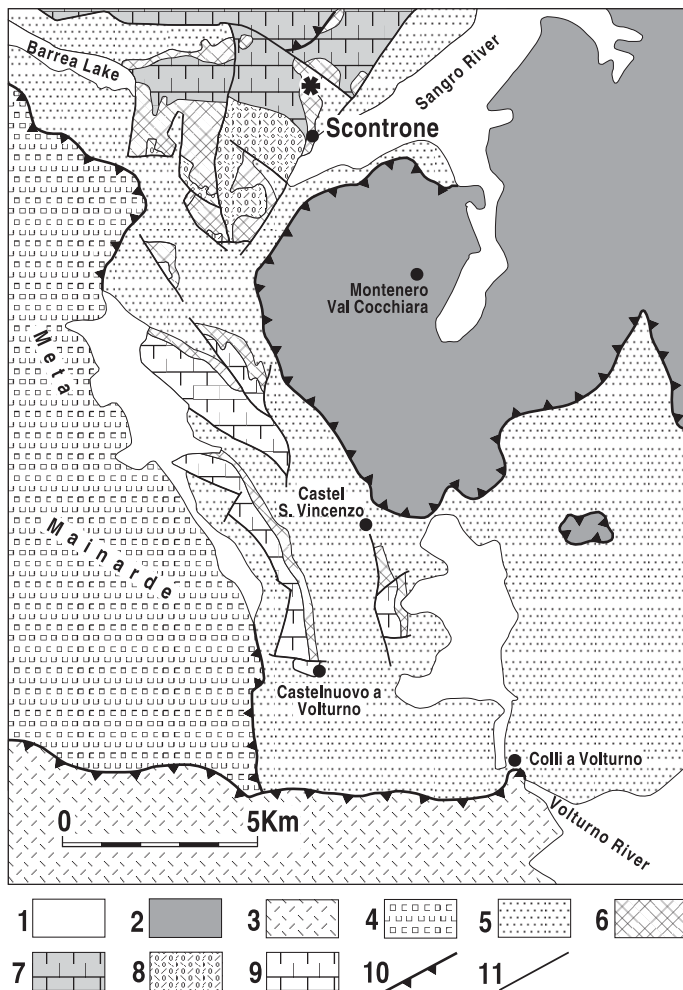 Barrea Lake
Sangro River
Scontrone
Montenero
Val Cocchiara
Meta
Mainarde
Castel
S. Vincenzo
Castelnuovo a
Volturno
Colli a Volturno
0 5Km
Volturno River
1 2 3 4 5 6
7 8 9 10 11